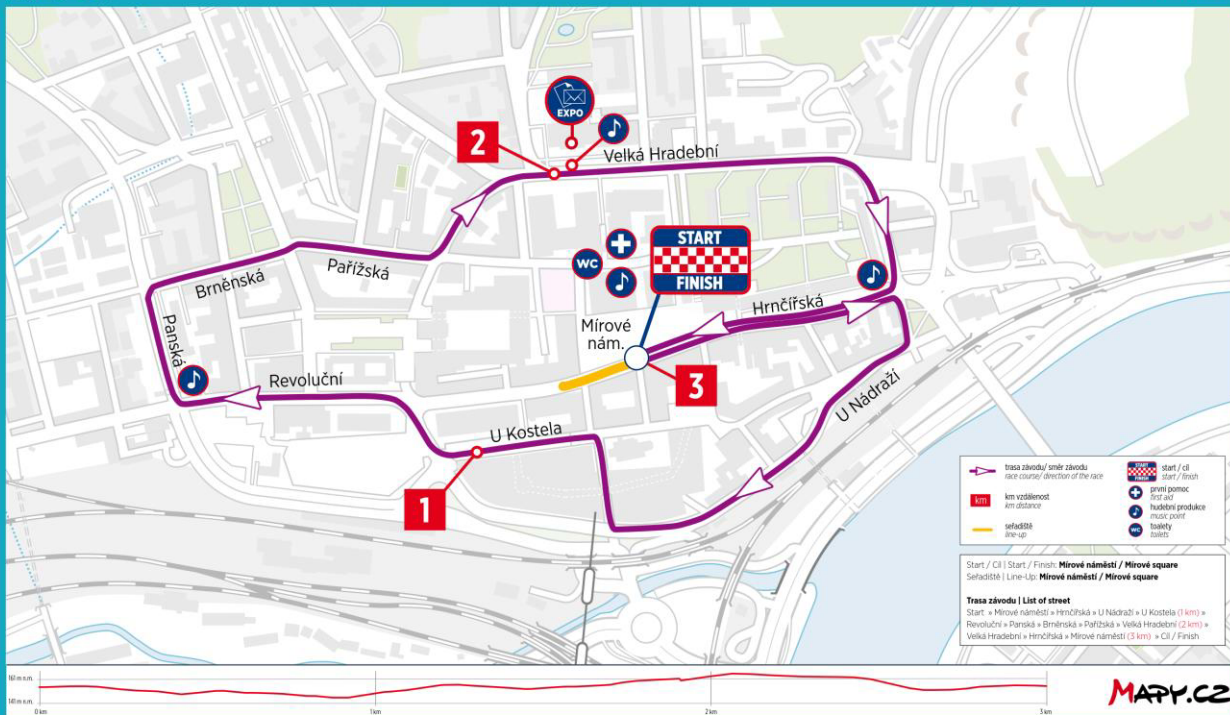 EXPO
2
Velká Hradební
WC
START
FINISH
Pařížská
Brněnská
Hrnčířská
Panská
Mírové
nám.
3
Revoluční
U Kostela
U Nádraží
1
trasa závodu/ směr závodu
race course/ direction of the race
START
FINISH
start / cíl
start / finish
km
km vzdálenost
km distance
první pomoc
first aid
hudební produkce
music point
seřadiště
line-up
WC
toalety
toilets
Start / Cíl | Start / Finish: Mírové náměstí / Mírové square
Seřadiště | Line-Up: Mírové náměstí / Mírové square
Trasa závodu | List of street
Start » Mírové náměstí » Hrnčířská » U Nádraží » U Kostela (1 km) »
Revoluční » Panská » Brněnská » Pařížská » Velká Hradební (2 km) »
Velká Hradební » Hrnčířská » Mírové náměstí (3 km) » Cíl / Finish
161 m n.m.
141 m n.m.
0 km
1 km
2 km
3 km
MAPY.CZ